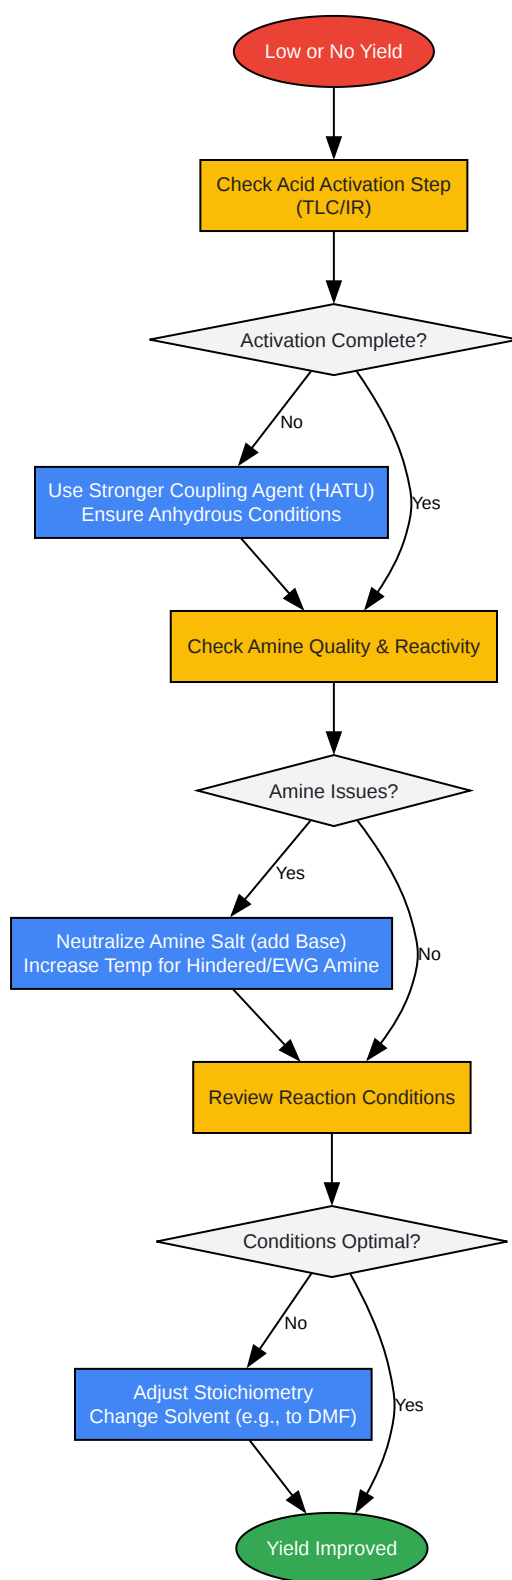 Low or No Yield
Check Acid Activation Step
(TLC/IR)
Activation Complete?
No
Use Stronger Coupling Agent (HATU)
Ensure Anhydrous Conditions
Yes
Check Amine Quality & Reactivity
Amine Issues?
Yes
Neutralize Amine Salt (add Base)
Increase Temp for Hindered/EWG Amine
No
Review Reaction Conditions
Conditions Optimal?
No
Adjust Stoichiometry
Change Solvent (e.g., to DMF)
Yes
Yield Improved